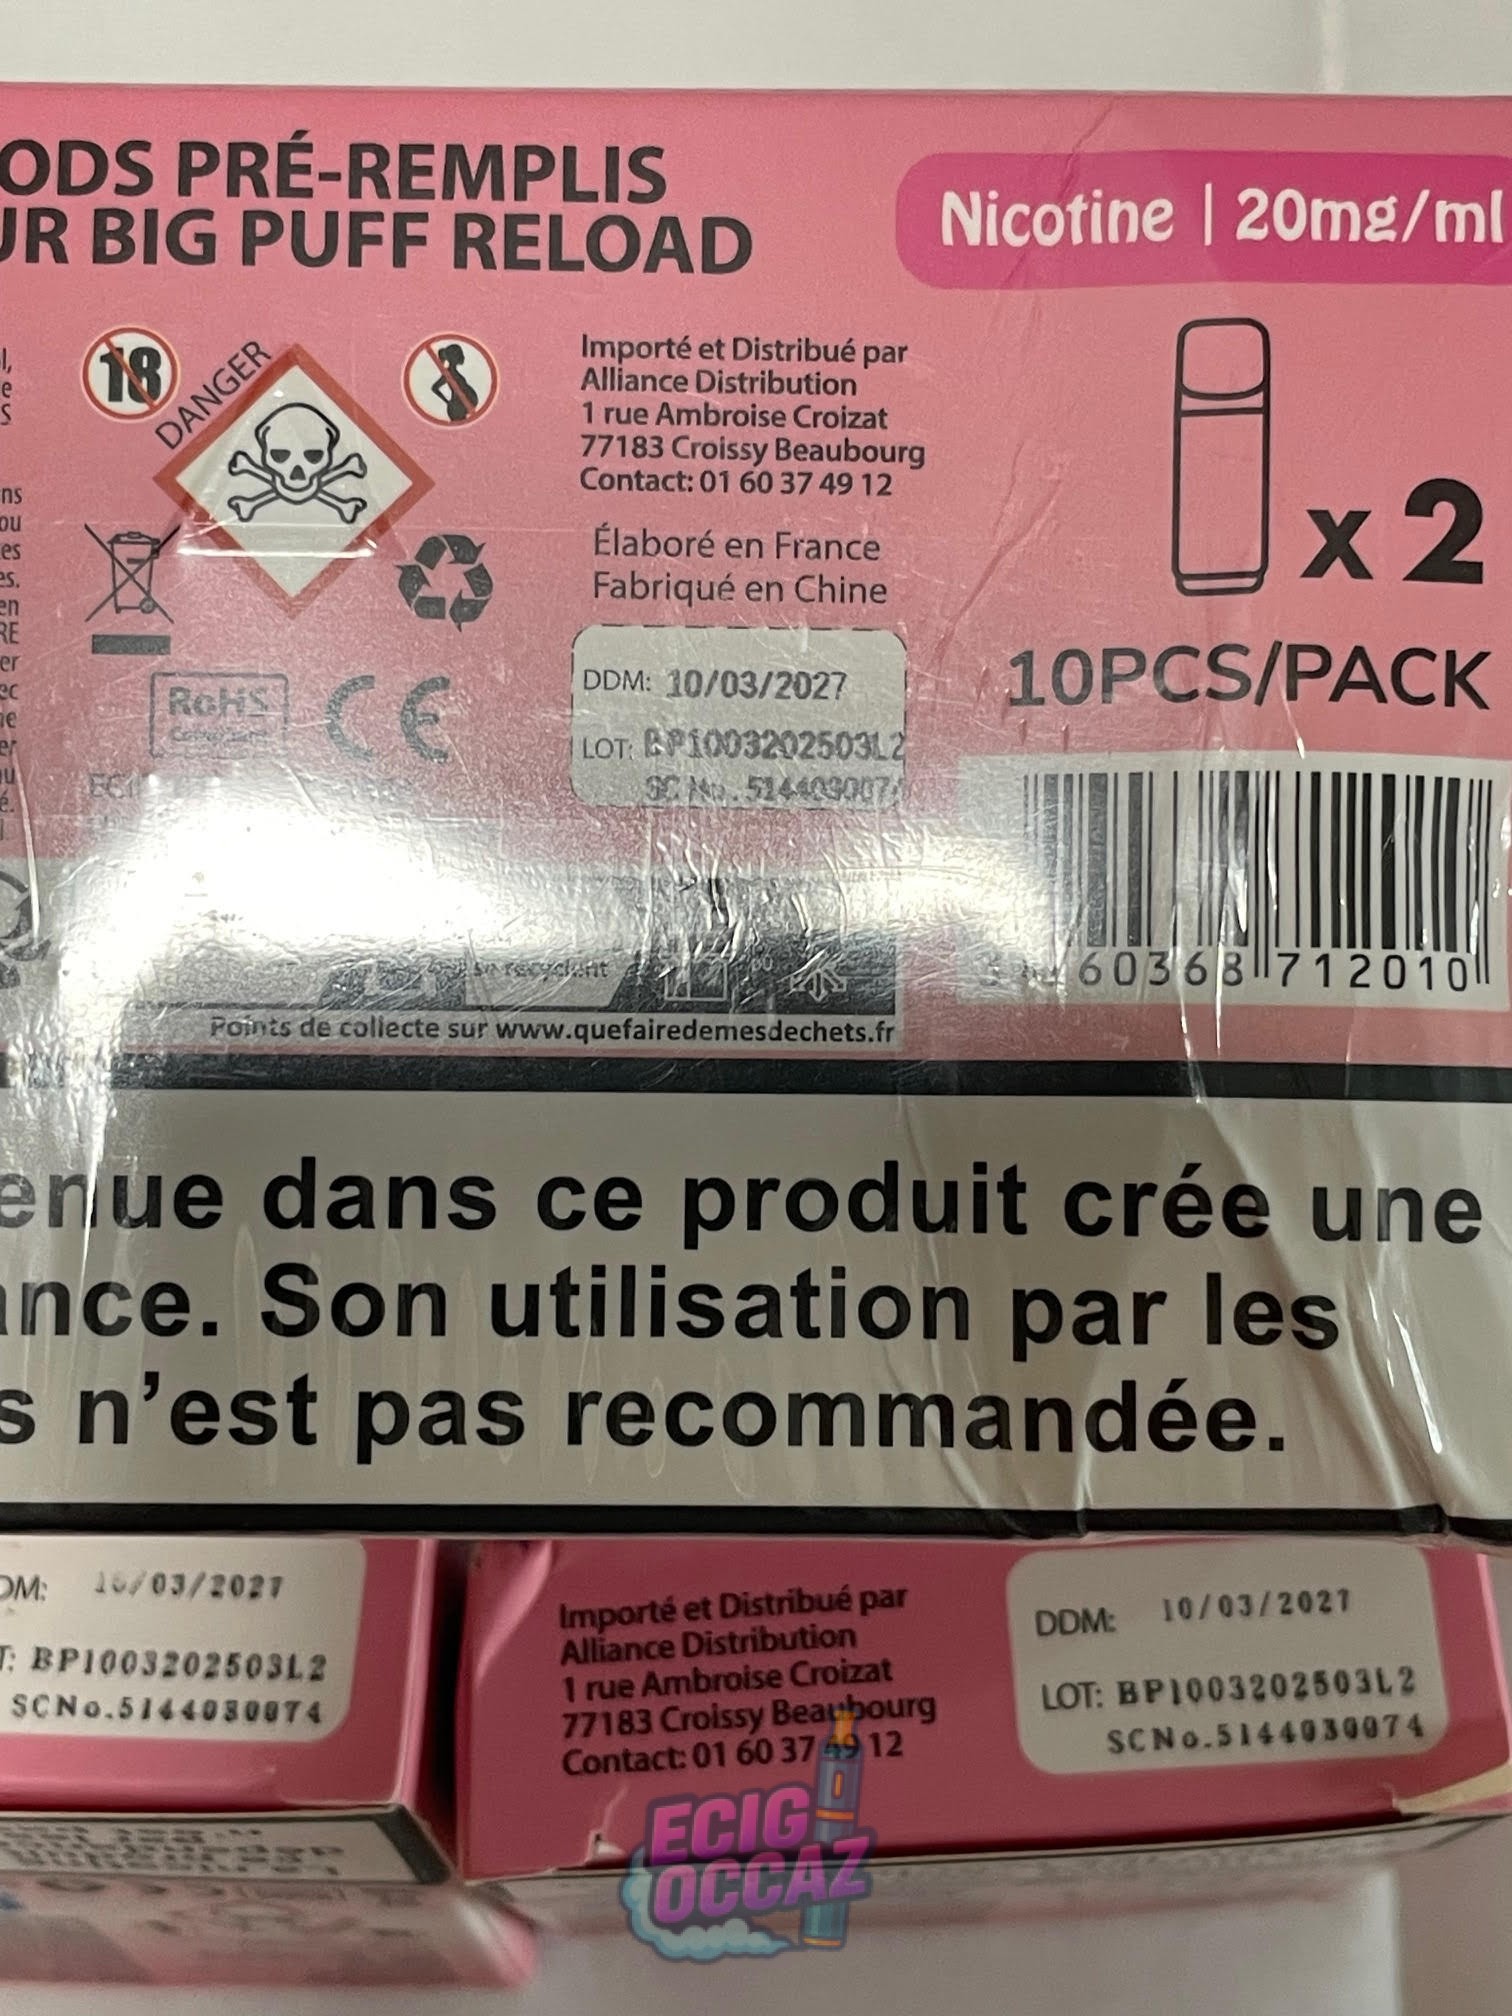 ODS PRÉ-REMPLIS
UR BIG PUFF RELOAD
Nicotine | 20mg/ml
18
DANGER
Importé et Distribué par
Alliance Distribution
1 rue Ambroise Croizat
77183 Croissy Beaubourg
Contact: 01 60 37 49 12
Élaboré en France
Fabriqué en Chine
x 2
10PCS/PACK
RoHS
CE
DDM: 10/03/2027
LOT: BP1003202503L2
60368 712010
se recyclent
Points de collecte sur www.quefairedemesdechets.fr
enue dans ce produit crée une
ance. Son utilisation par les
s n'est pas recommandée.
DM: 10/03/2027
T: BP1003202503L2
SCNo.5144030074
Importé et Distribué par
Alliance Distribution
1 rue Ambroise Croizat
77183 Croissy Beaubourg
Contact: 01 60 37 49 12
DDM: 10/03/2027
LOT: BP1003202503L2
SCNo.5144030074
ECIG
OCCAZ